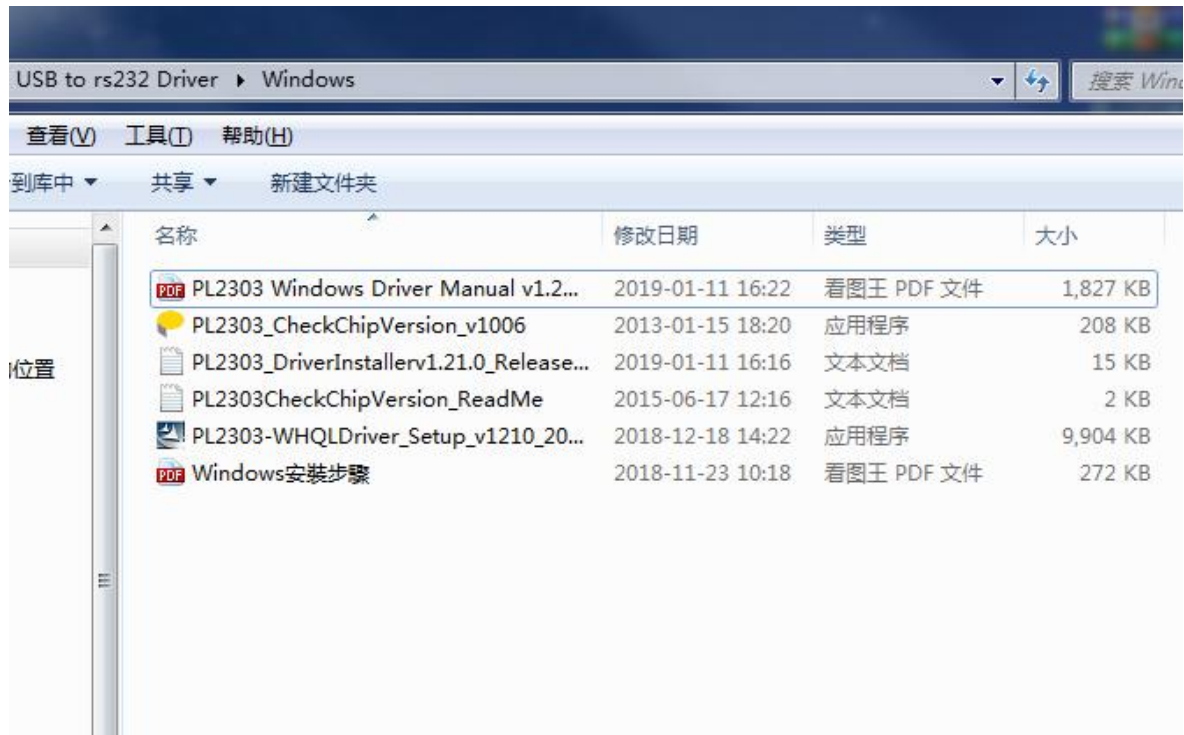 USB to rs232 Driver ▸ Windows 搜索 Wind
查看(V) 工具(T) 帮助(H)
到库中 共享 新建文件夹
名称 修改日期 类型 大小
PL2303 Windows Driver Manual v1.2... 2019-01-11 16:22 看图王 PDF 文件 1,827 KB
PL2303_CheckChipVersion_v1006 2013-01-15 18:20 应用程序 208 KB
PL2303_DriverInstallerv1.21.0_Release... 2019-01-11 16:16 文本文档 15 KB
位置
PL2303CheckChipVersion_ReadMe 2015-06-17 12:16 文本文档 2 KB
PL2303-WHQLDriver_Setup_v1210_20... 2018-12-18 14:22 应用程序 9,904 KB
Windows安裝步驟 2018-11-23 10:18 看图王 PDF 文件 272 KB